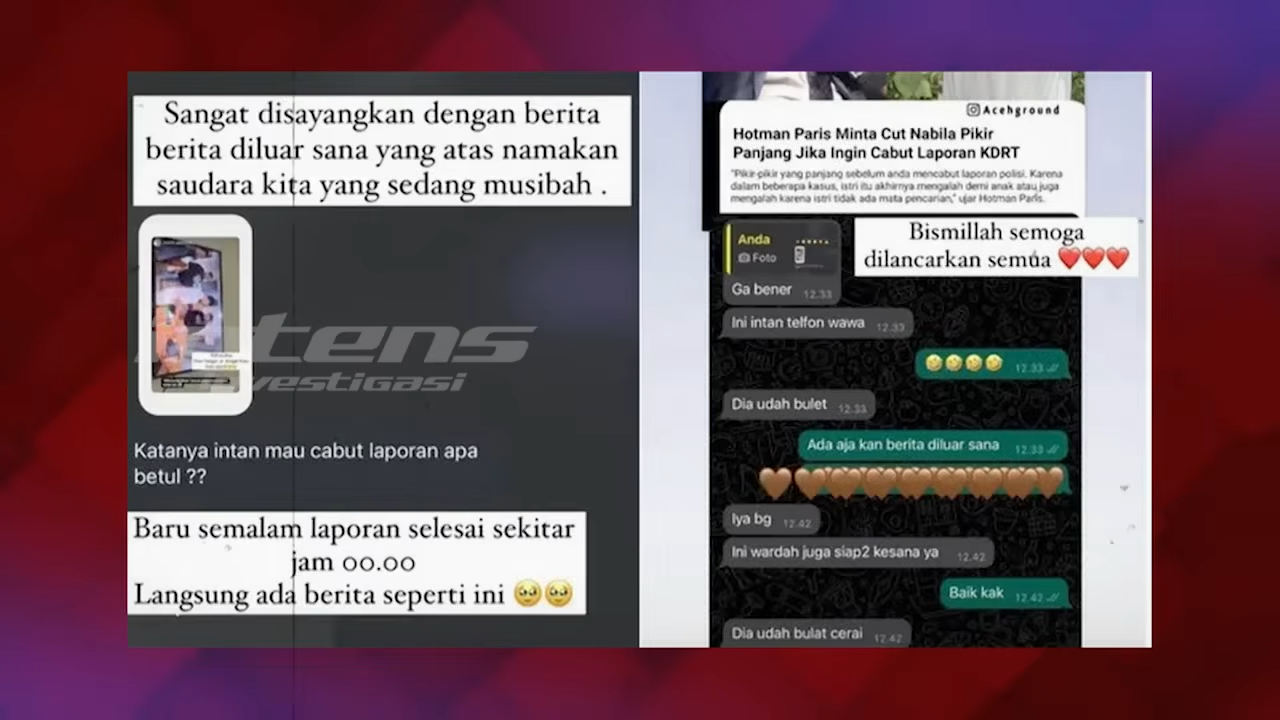 Sangat disayangkan dengan berita
berita diluar sana yang atas namakan
saudara kita yang sedang musibah .
Katanya intan mau cabut laporan apa
betul ??
Baru semalam laporan selesai sekitar
jam 00.00
Langsung ada berita seperti ini 🥹🥹
tens
vestigasi
Acehground
Hotman Paris Minta Cut Nabila Pikir
Panjang Jika Ingin Cabut Laporan KDRT
"Pikir-pikir yang panjang sebelum anda mencabut laporan polisi. Karena
dalam beberapa kasus, istri itu akhirnya mengalah demi anak atau juga
mengalah karena istri tidak ada mata pencarian," ujar Hotman Paris.
Bismillah semoga
dilancarkan semua ❤️❤️❤️
Anda
Foto
Ga bener 12.33
Ini intan telfon wawa 12.33
🤣🤣🤣🤣 12.33
Dia udah bulet 12.33
Ada aja kan berita diluar sana 12.33
🤎🤎🤎🤎🤎🤎🤎🤎🤎
Iya bg 12.42
Ini wardah juga siap2 kesana ya 12.42
Baik kak 12.42
Dia udah bulat cerai 12.42